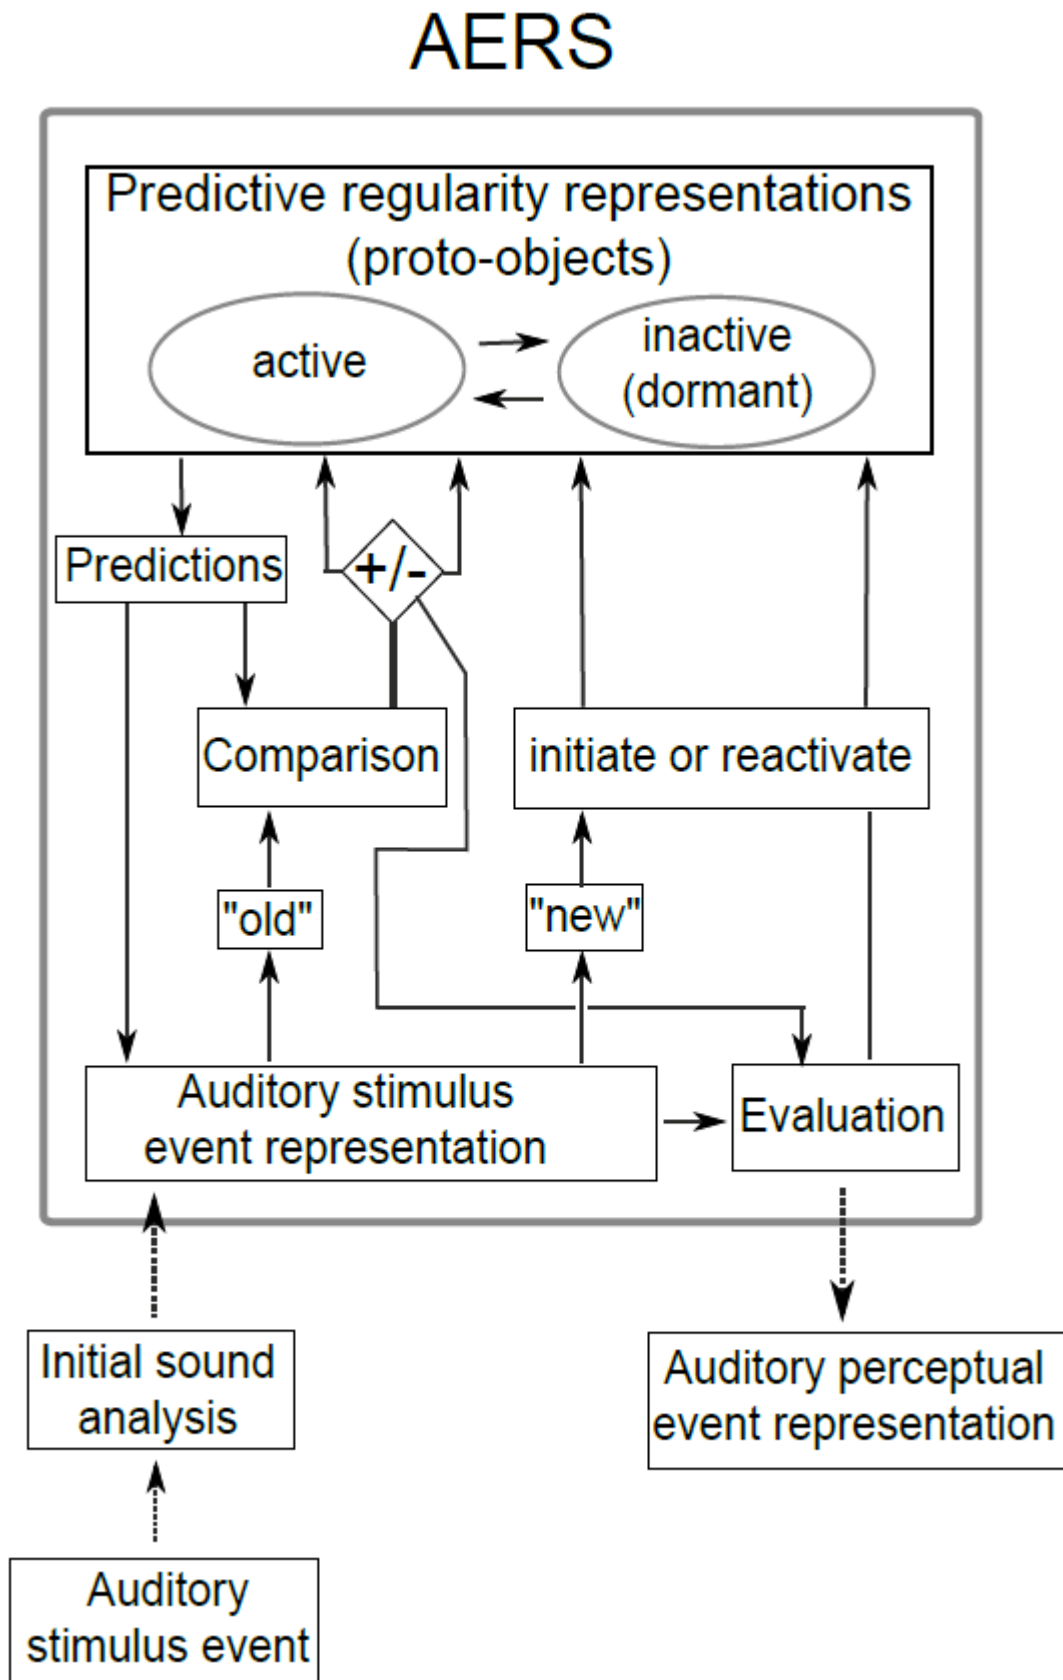 AERS
Predictive regularity representations
(proto-objects)
active
inactive
(dormant)
Predictions
+/-
Comparison
initiate or reactivate
"old"
"new"
Auditory stimulus
event representation
Evaluation
Initial sound
analysis
Auditory perceptual
event representation
Auditory
stimulus event